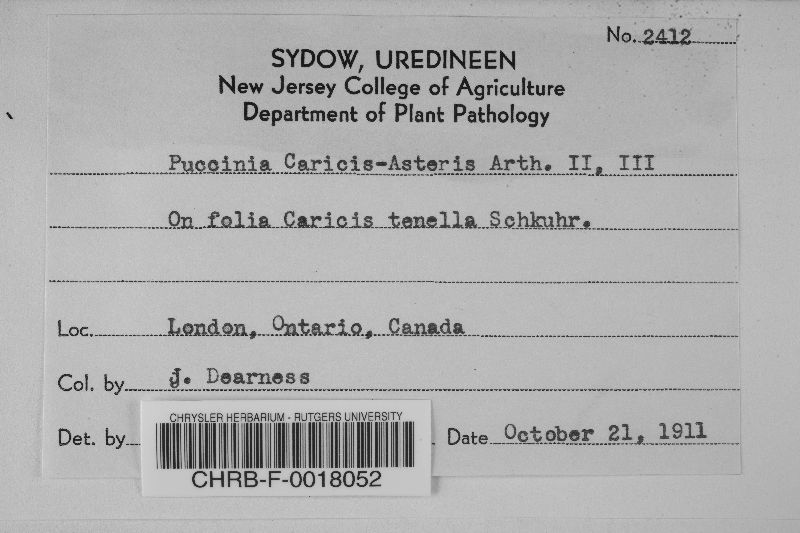 No. 2412
SYDOW, UREDINEEN
New Jersey College of Agriculture
Department of Plant Pathology
Puccinia Caricis-Asteris Arth. II, III
On folia Caricis tenella Schkuhr.
Loc. London, Ontario, Canada
Col. by J. Dearness
Det. by Date October 21, 1911
CHRYSLER HERBARIUM - RUTGERS UNIVERSITY
CHRB-F-0018052